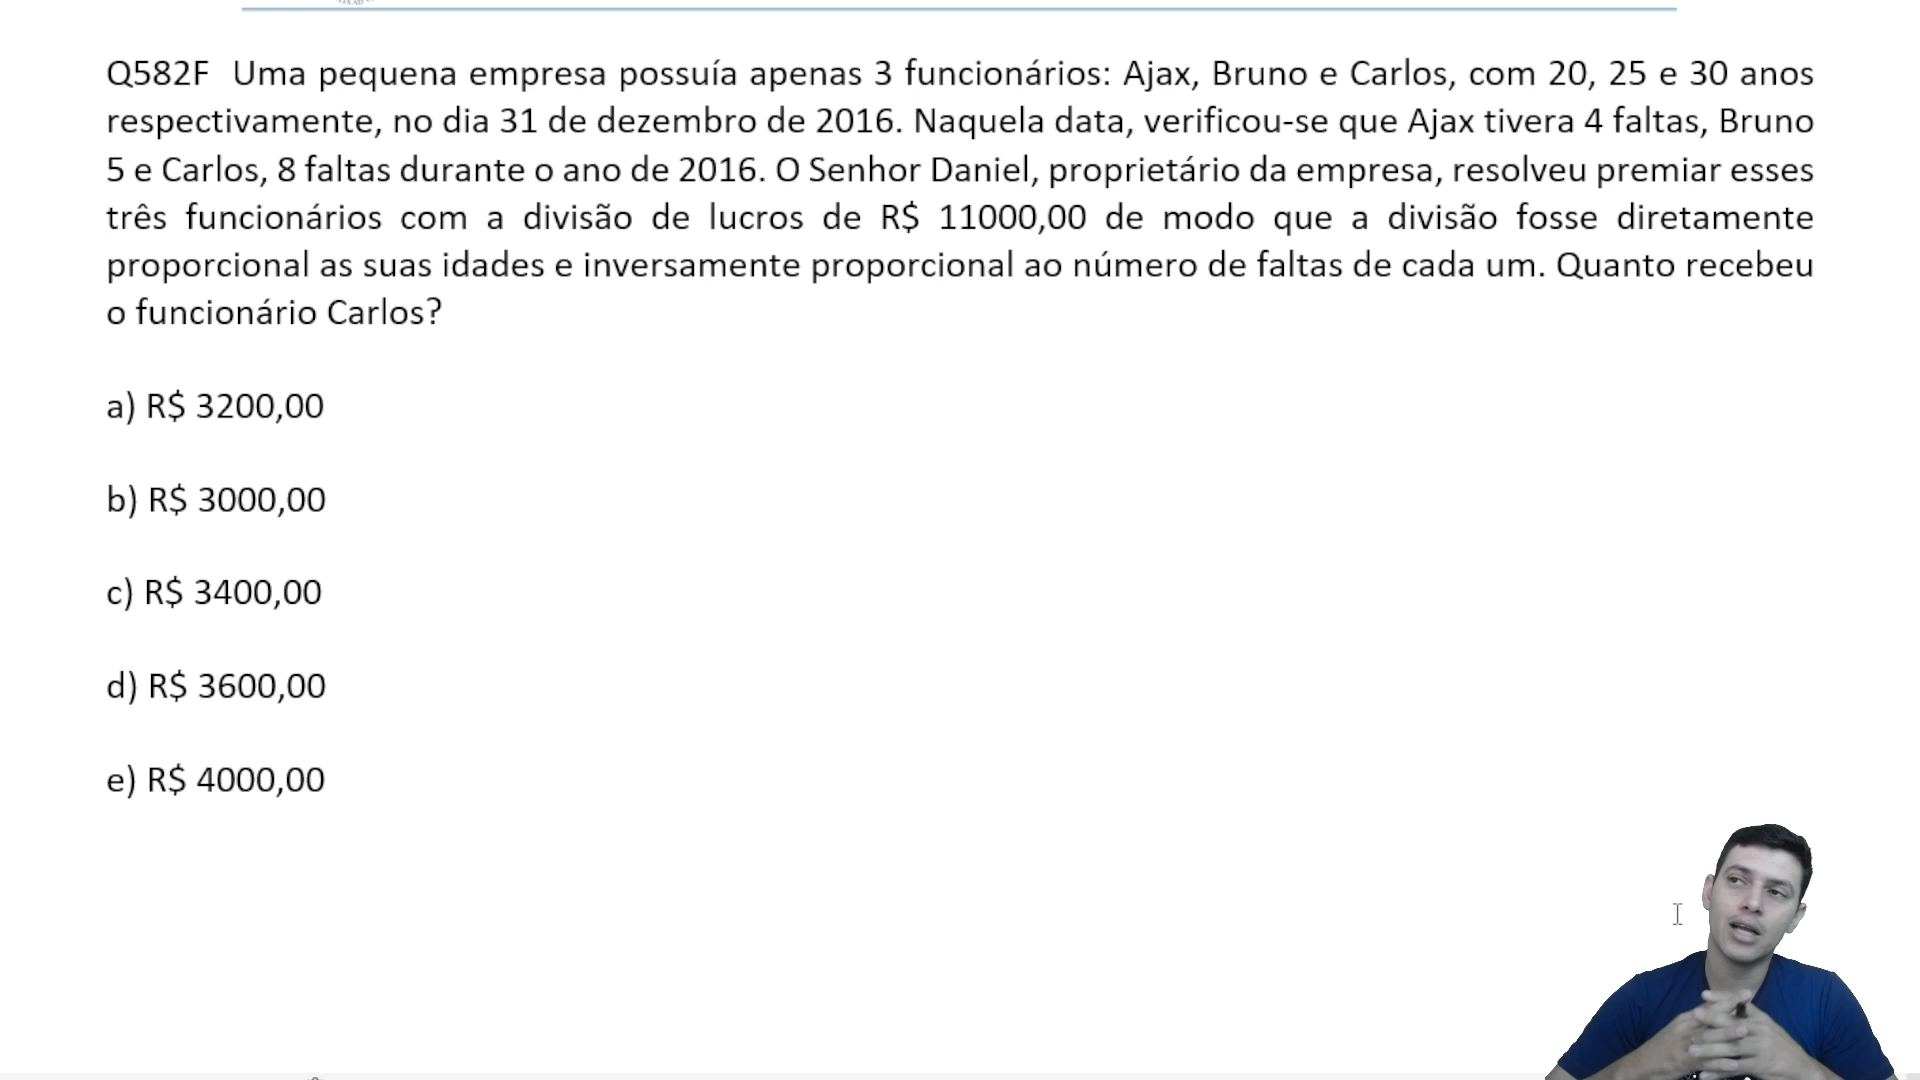 Q582F Uma pequena empresa possuía apenas 3 funcionários: Ajax, Bruno e Carlos, com 20, 25 e 30 anos
respectivamente, no dia 31 de dezembro de 2016. Naquela data, verificou-se que Ajax tivera 4 faltas, Bruno
5 e Carlos, 8 faltas durante o ano de 2016. O Senhor Daniel, proprietário da empresa, resolveu premiar esses
três funcionários com a divisão de lucros de R$ 11000,00 de modo que a divisão fosse diretamente
proporcional as suas idades e inversamente proporcional ao número de faltas de cada um. Quanto recebeu
o funcionário Carlos?
a) R$ 3200,00
b) R$ 3000,00
c) R$ 3400,00
d) R$ 3600,00
e) R$ 4000,00